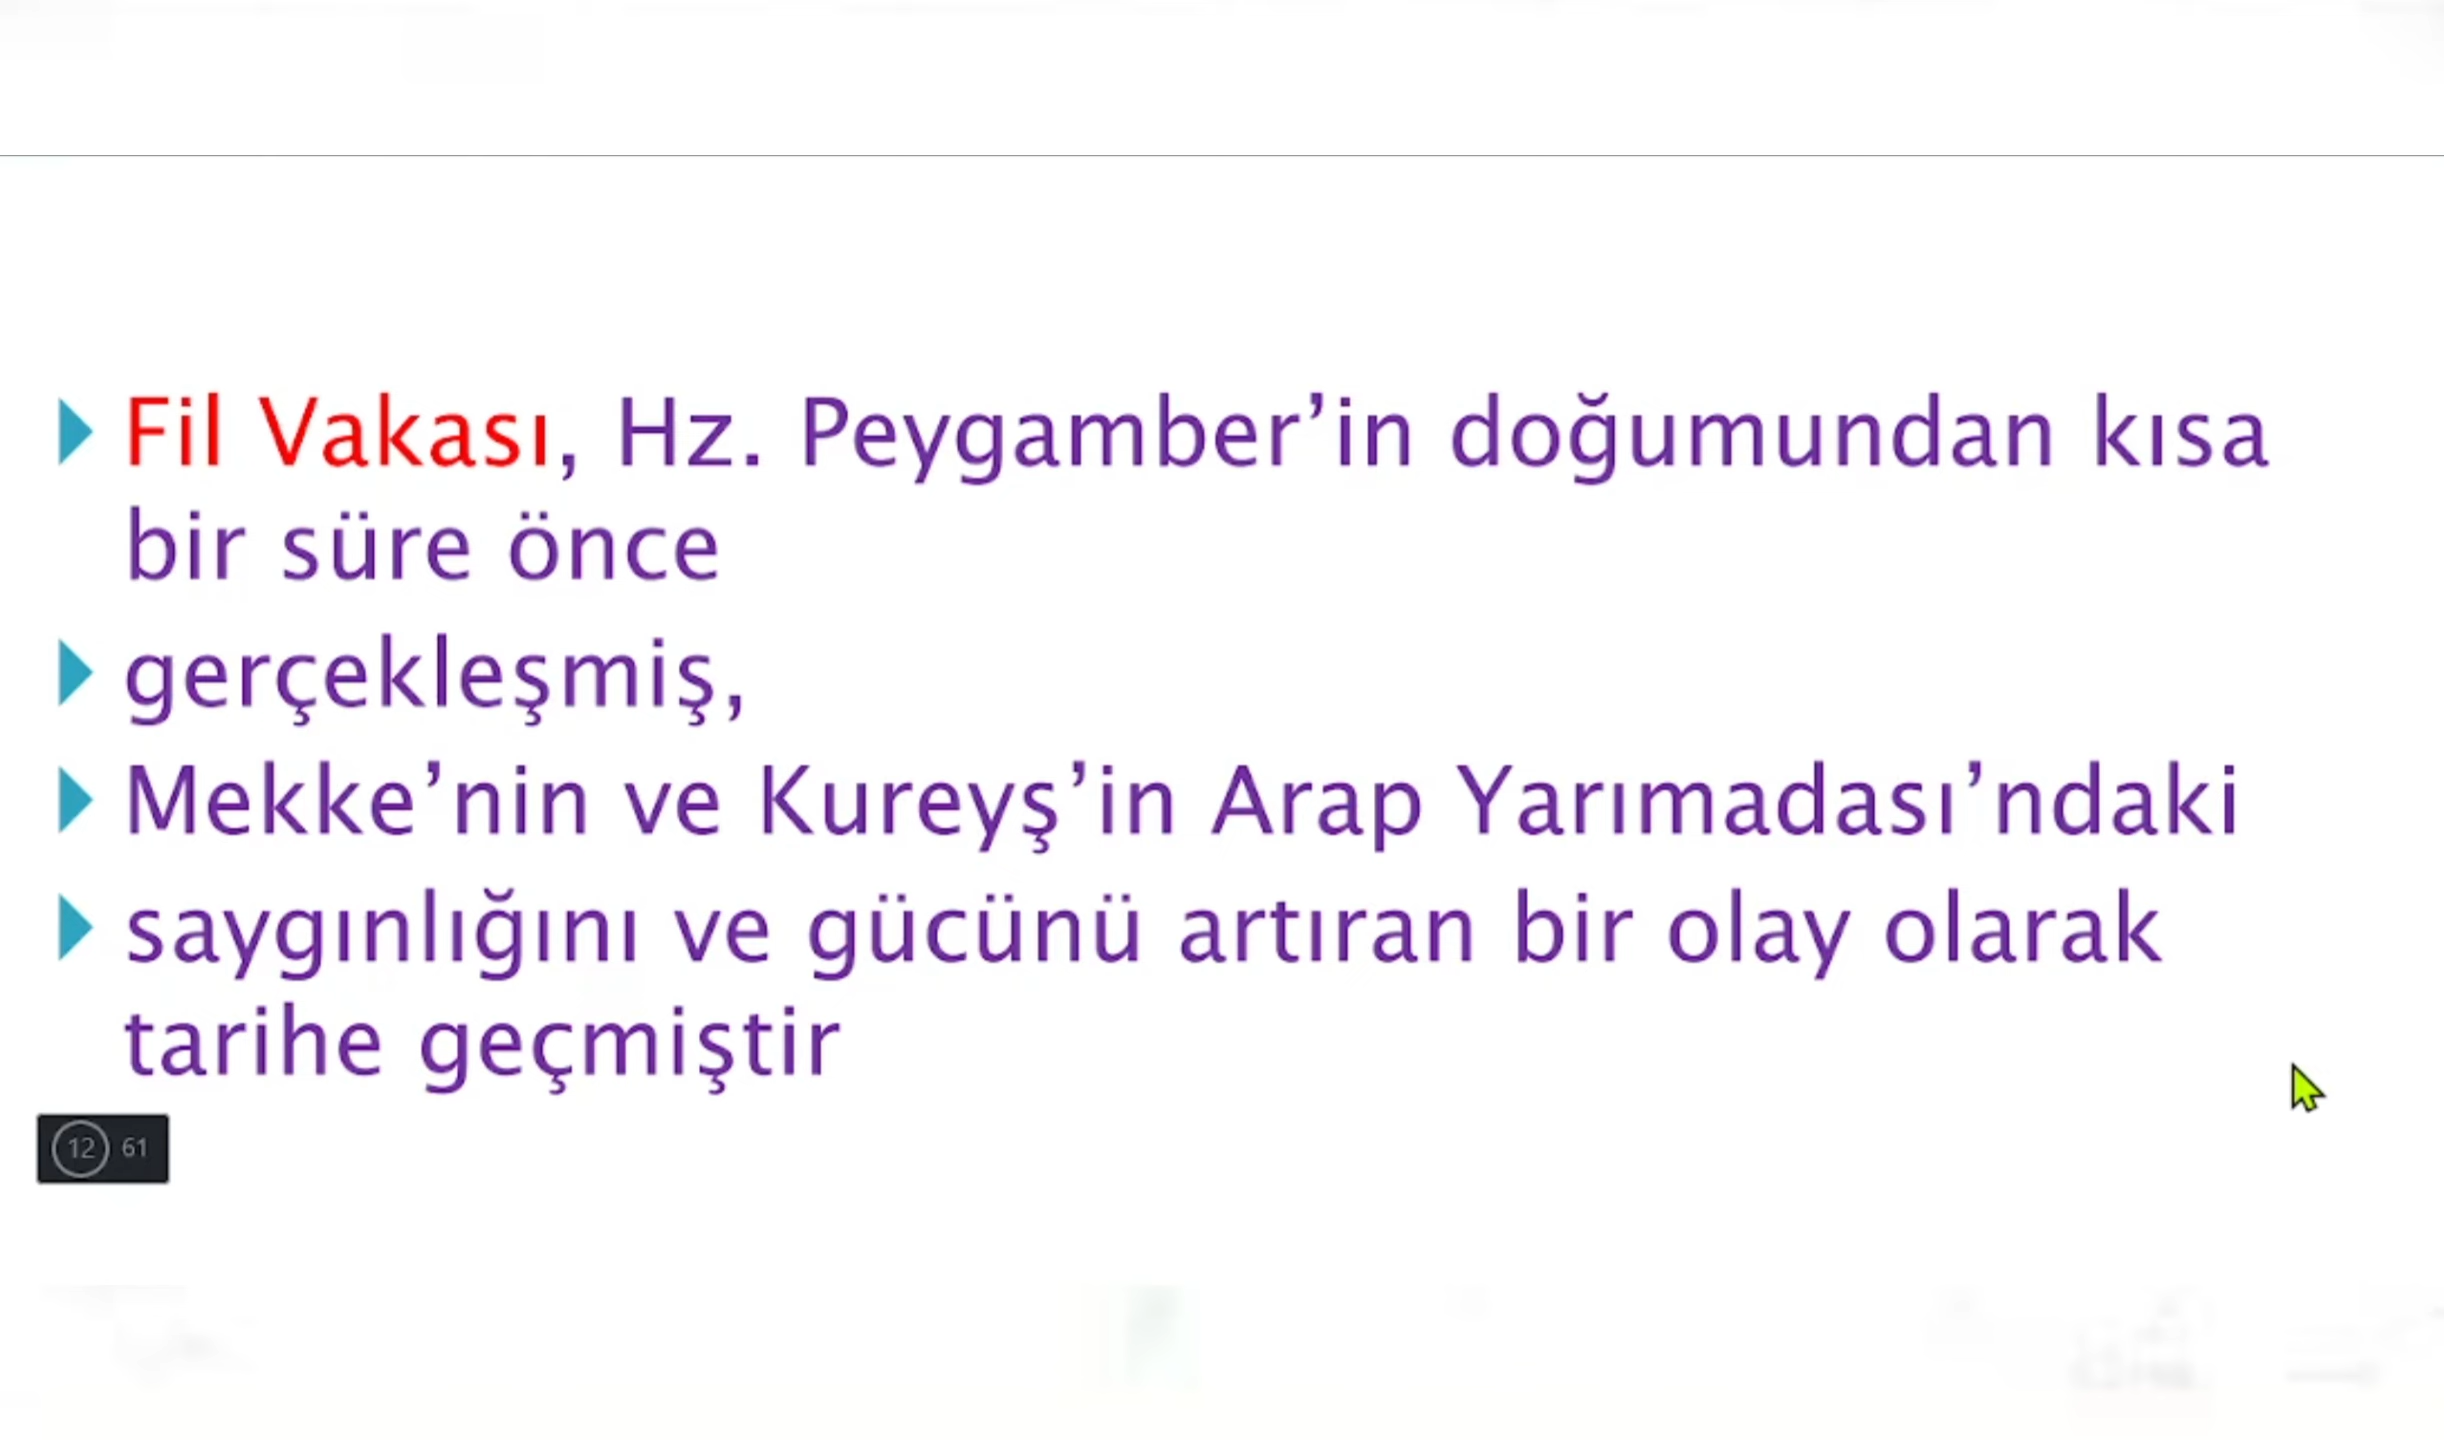 Fil Vakası, Hz. Peygamber’in doğumundan kısa
bir süre önce
gerçekleşmiş,
Mekke’nin ve Kureyş’in Arap Yarımadası’ndaki
saygınlığını ve gücünü artıran bir olay olarak
tarihe geçmiştir
12 61